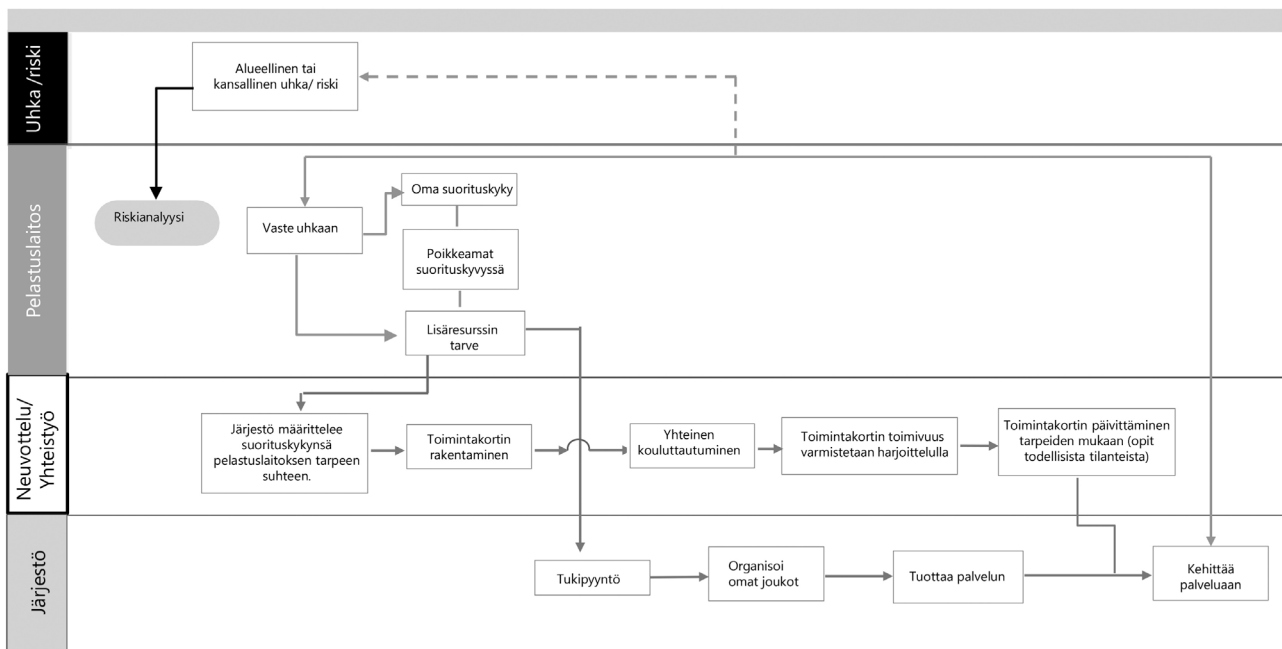 Uhka /riski
Alueellinen tai
kansallinen uhka/ riski
Pelastuslaitos
Riskianalyysi
Vaste uhkaan
Oma suorituskyky
Poikkeamat
suorituskyvyssä
Lisäresurssin
tarve
Neuvottelu/
Yhteistyö
Järjestö määrittelee
suorituskykynsä
pelastuslaitoksen tarpeen
suhteen.
Toimintakortin
rakentaminen
Yhteinen
kouluttautuminen
Toimintakortin toimivuus
varmistetaan harjoittelulla
Toimintakortin päivittäminen
tarpeiden mukaan (opit
todellisista tilanteista)
Järjestö
Tukipyyntö
Organisoi
omat joukot
Tuottaa palvelun
Kehittää
palveluaan